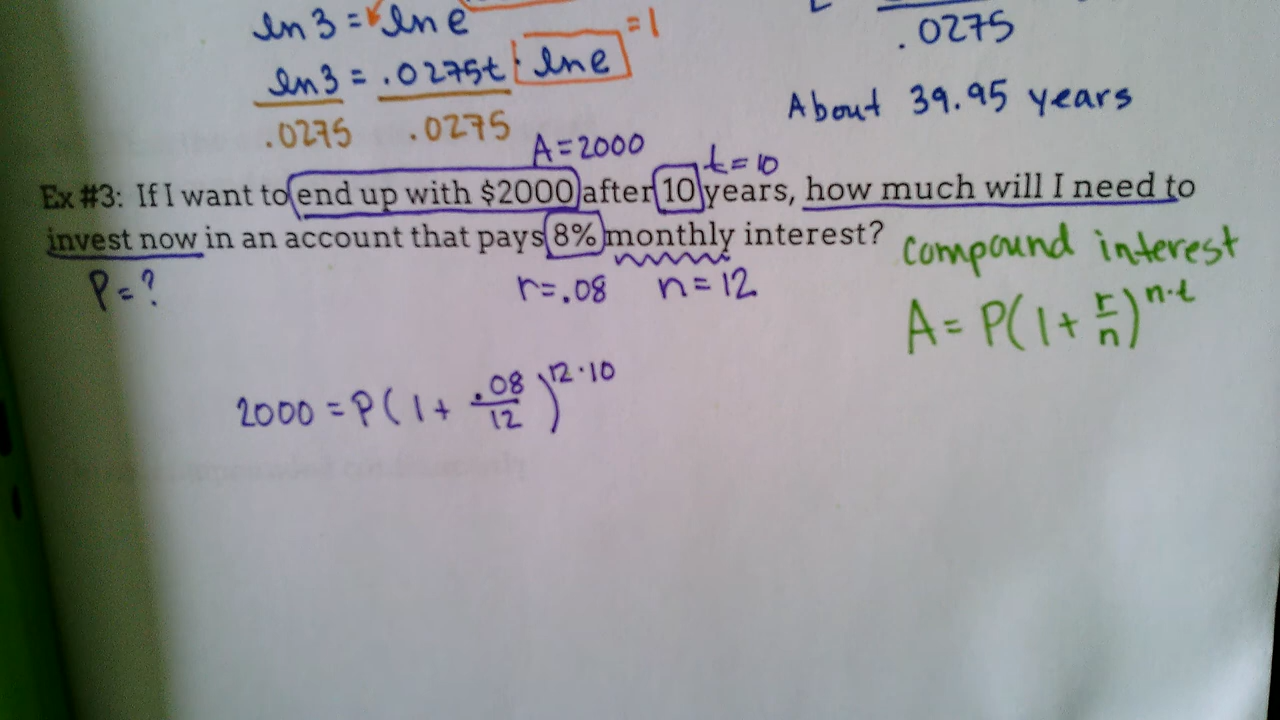 ln 3 = ln e
= 1
ln3 = .0275t · ln e
.0275 .0275
.0275
About 39.95 years
A = 2000
t = 10
Ex #3: If I want to end up with $2000 after 10 years, how much will I need to
invest now in an account that pays 8% monthly interest?
P = ?
r = .08 n = 12
Compound interest
A = P(1 + r/n)^n·t
2000 = P(1 + .08/12)^12·10